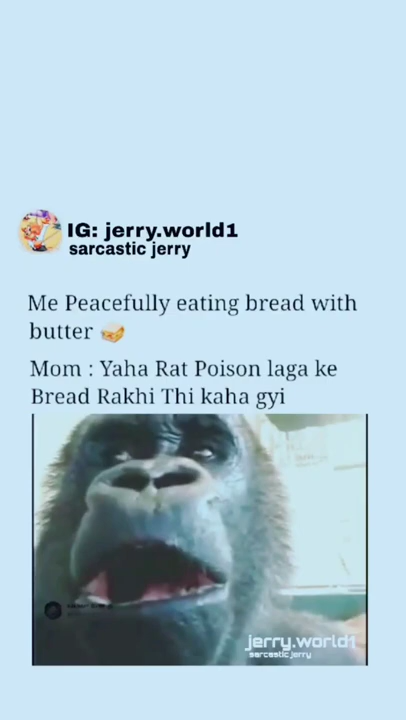 IG: jerry.world1
sarcastic jerry
Me Peacefully eating bread with
butter 🥪
Mom : Yaha Rat Poison laga ke
Bread Rakhi Thi kaha gyi
jerry.world1
sarcastic jerry